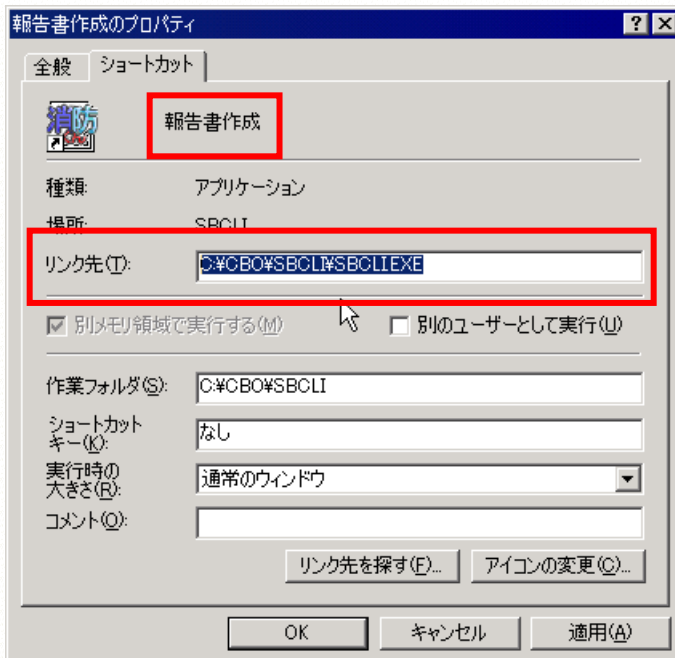 報告書作成のプロパティ
全般 ショートカット
消防
報告書作成
種類: アプリケーション
場所: SBCLI
リンク先(T): C:¥CBO¥SBCLI¥SBCLI.EXE
別メモリ領域で実行する(M) 別のユーザーとして実行(U)
作業フォルダ(S): C:¥CBO¥SBCLI
ショートカット
キー(K): なし
実行時の
大きさ(R): 通常のウィンドウ
コメント(O):
リンク先を探す(F)... アイコンの変更(C)...
OK キャンセル 適用(A)